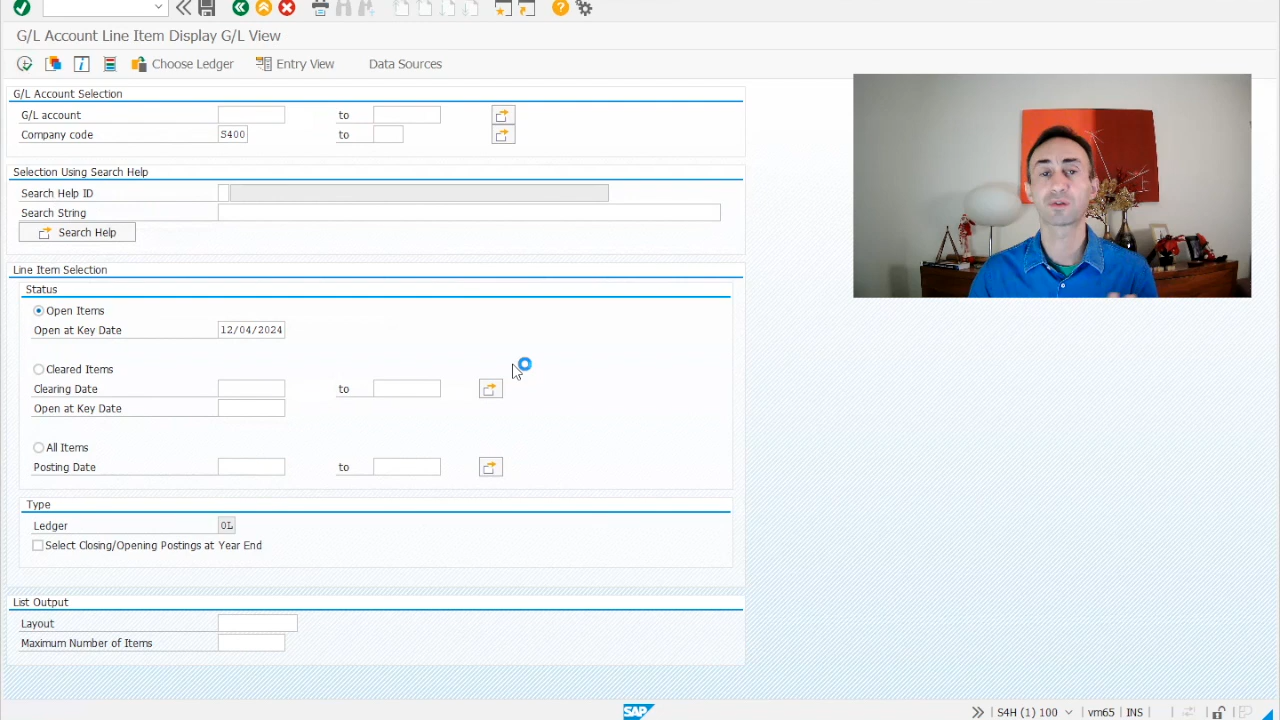 G/L Account Line Item Display G/L View
Choose Ledger Entry View Data Sources
G/L Account Selection
G/L account to
Company code S400 to
Selection Using Search Help
Search Help ID
Search String
Search Help
Line Item Selection
Status
Open Items
Open at Key Date 12/04/2024
Cleared Items
Clearing Date to
Open at Key Date
All Items
Posting Date to
Type
Ledger 0L
Select Closing/Opening Postings at Year End
List Output
Layout
Maximum Number of Items
SAP S4H (1) 100 vm65 INS